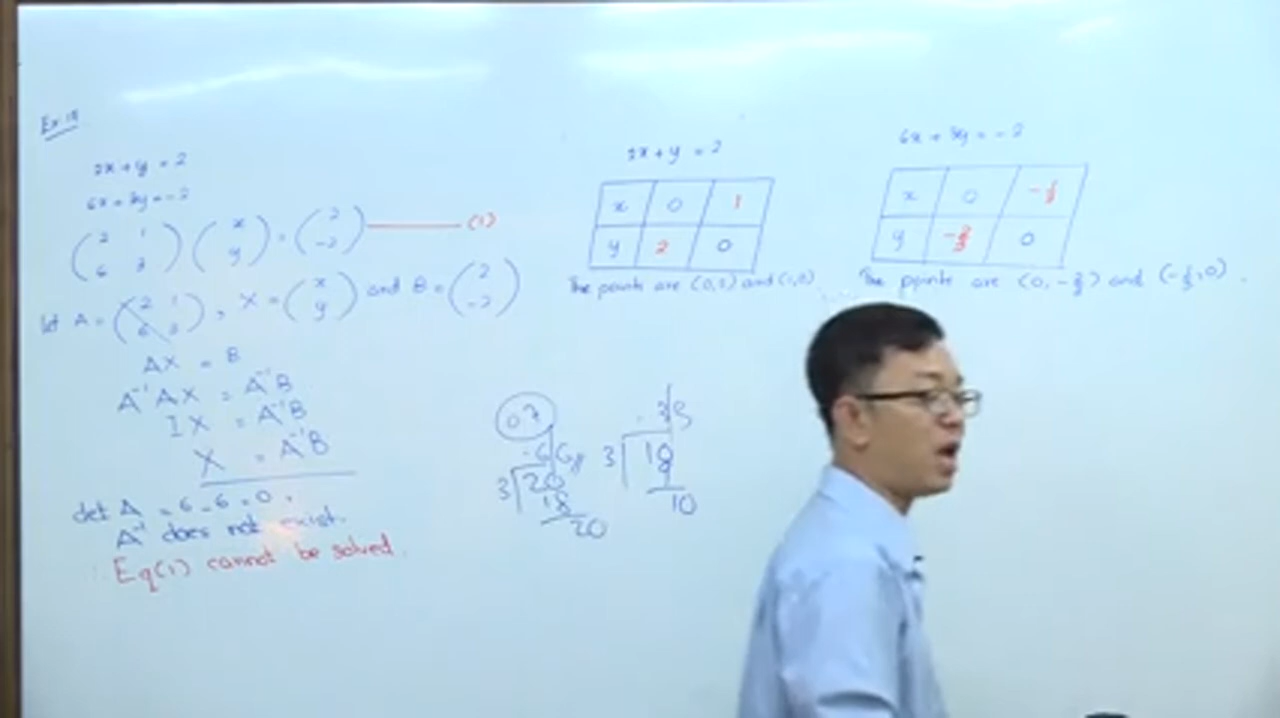 Ex:
2x + y = 2
6x + 3y = -2
( 2 1 6 3 ) ( x y ) = ( 2 -2 ) (1)
let A = ( 2 1 6 3 ) , X = ( x y ) and B = ( 2 -2 )
AX = B
A⁻¹AX = A⁻¹B
IX = A⁻¹B
X = A⁻¹B
det A = 6 - 6 = 0 .
A⁻¹ does not exist.
Eq(1) cannot be solved.
2x + y = 2
x 0 1
y 2 0
The points are (0,2) and (1,0)
6x + 3y = -2
x 0 -1/3
y -2/3 0
The points are (0, -2/3) and (-1/3, 0) .
07
.66
3 20
18
20
3 10
9
10